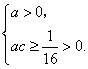 { a > 0,
ac ≥ 1/16 > 0.